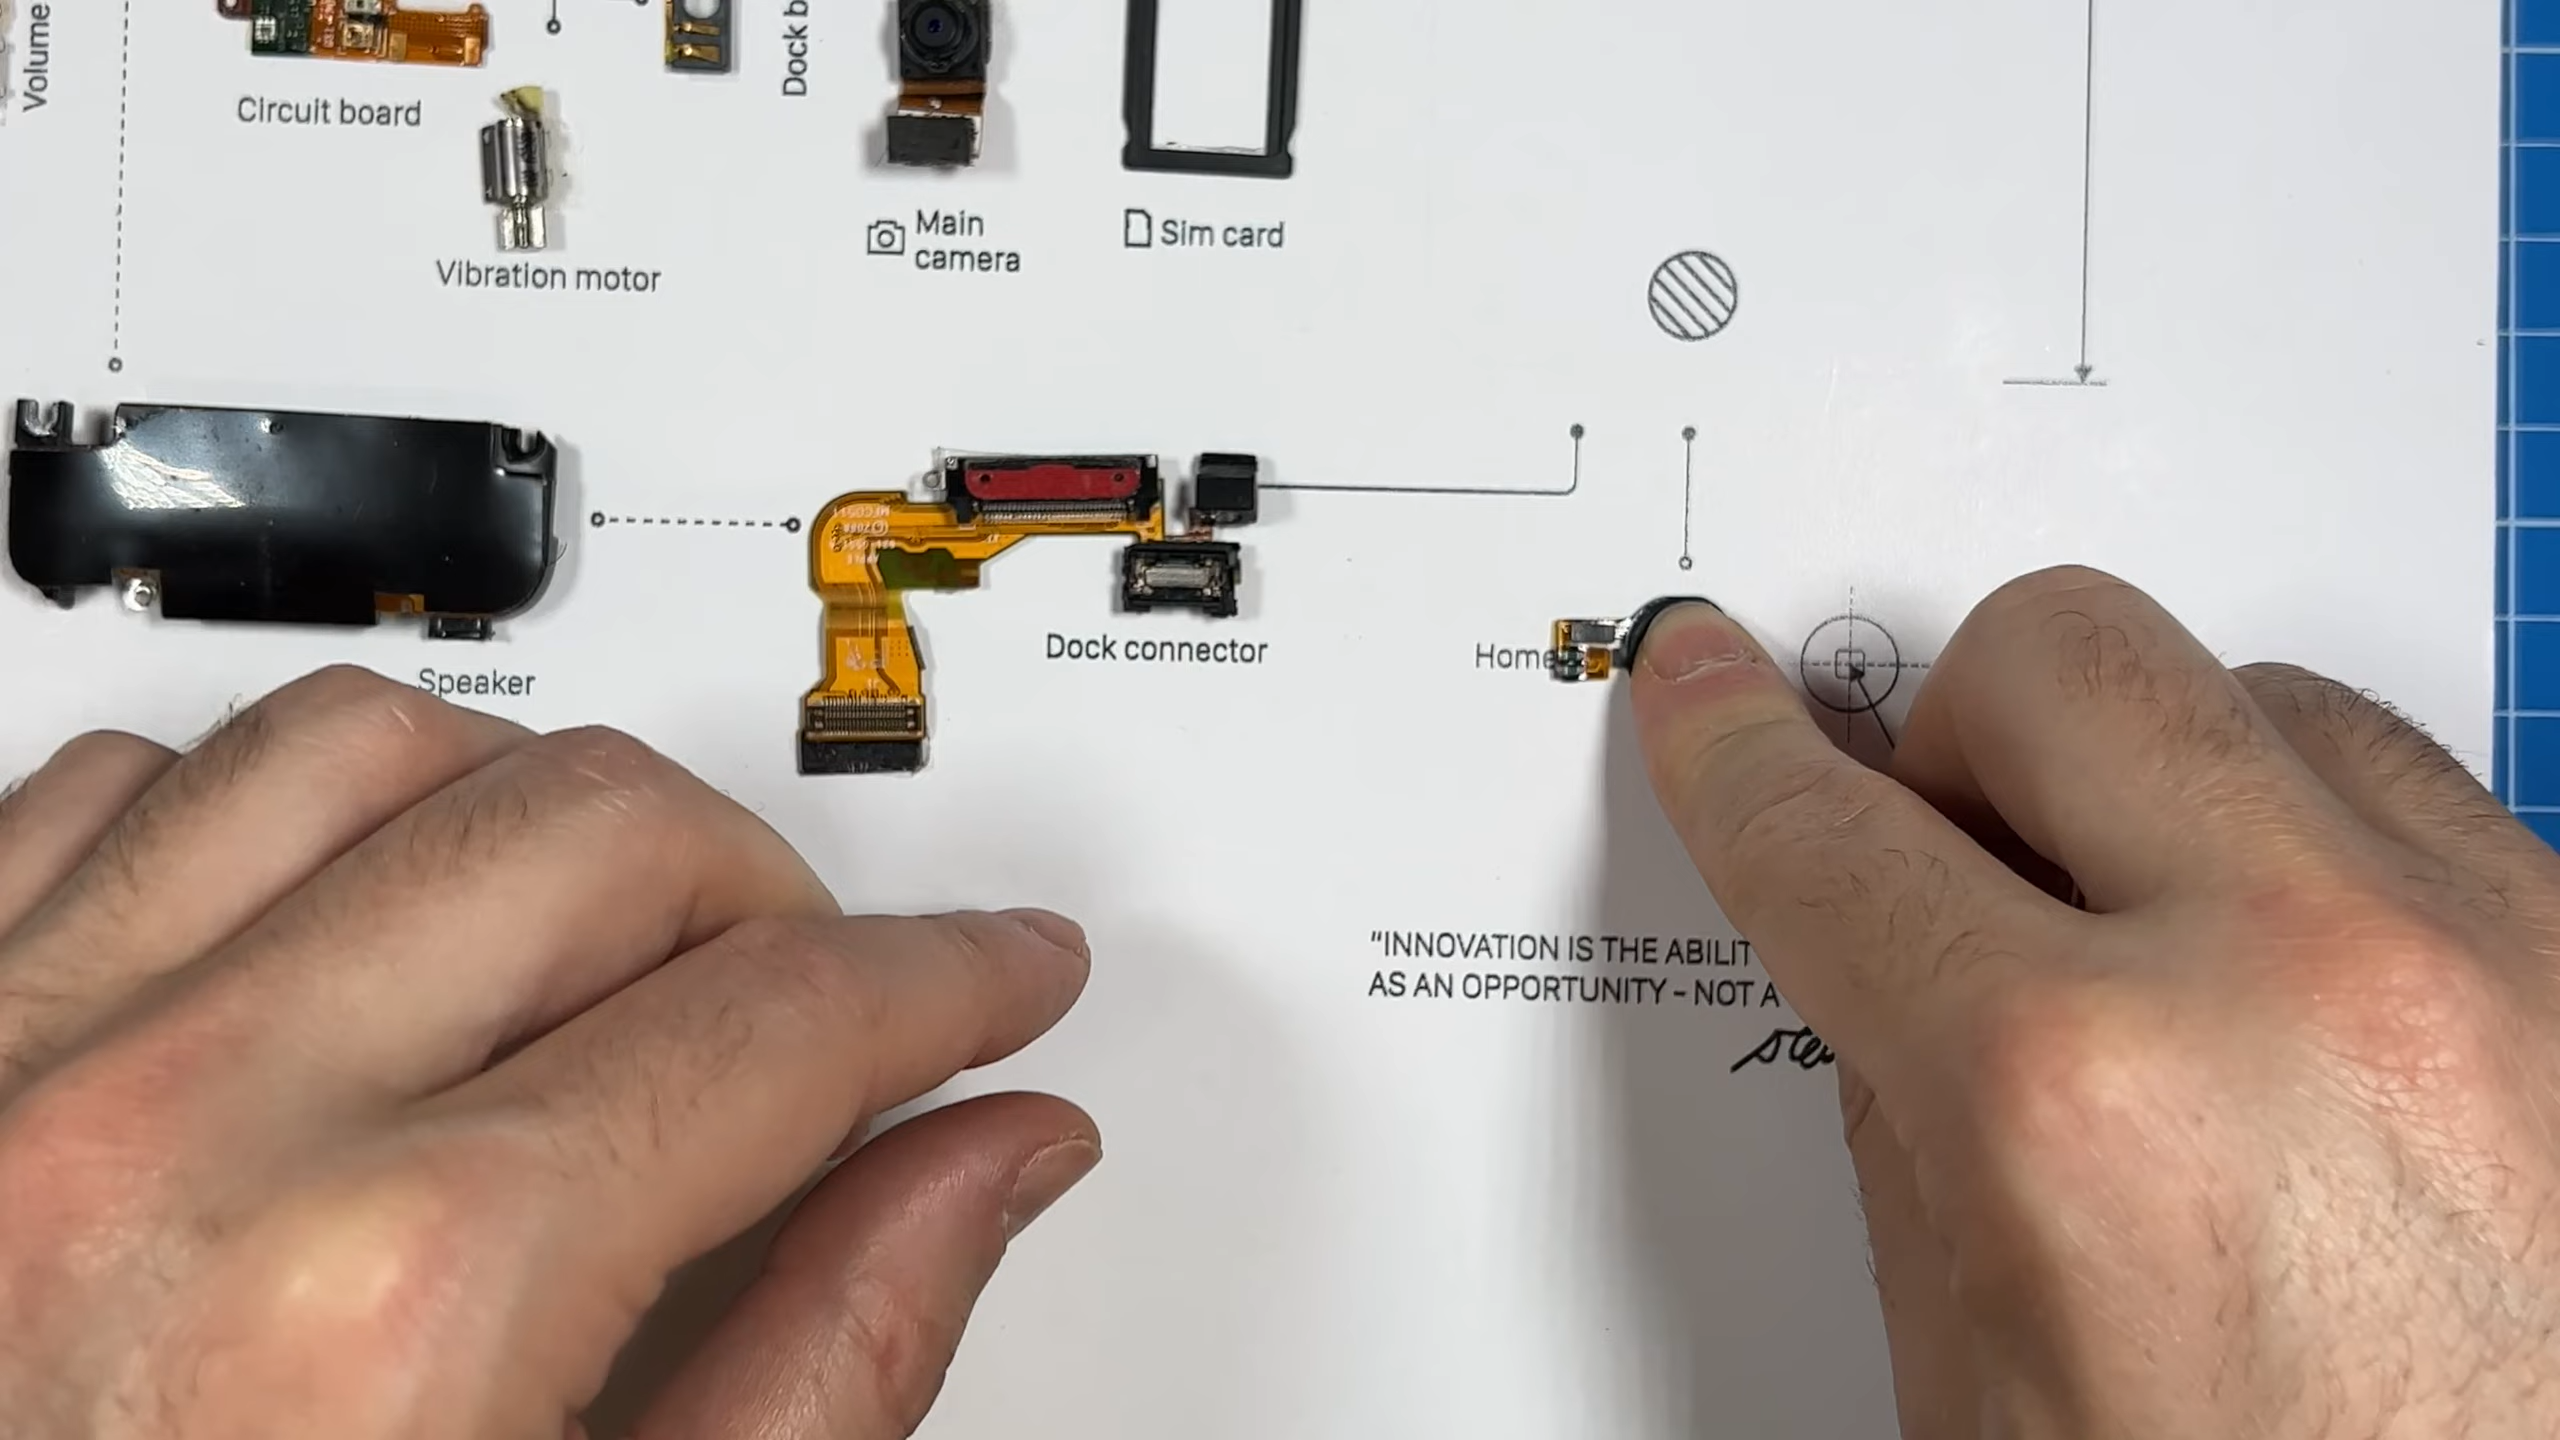 Volume
Circuit board
Dock b
Vibration motor
Main
camera
Sim card
Speaker
Dock connector
Home
"INNOVATION IS THE ABILIT
AS AN OPPORTUNITY - NOT A